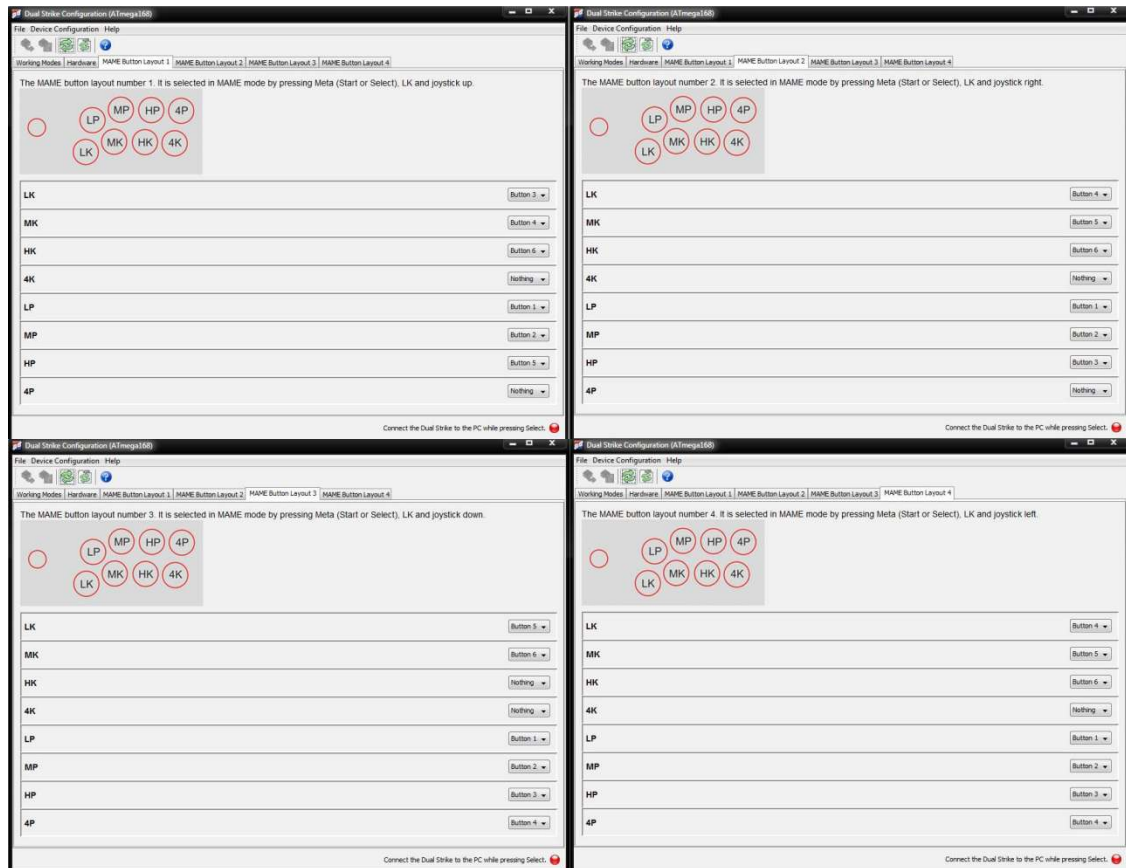 Dual Strike Configuration (ATmega168)
File Device Configuration Help
Working Modes Hardware MAME Button Layout 1 MAME Button Layout 2 MAME Button Layout 3 MAME Button Layout 4
The MAME button layout number 1. It is selected in MAME mode by pressing Meta (Start or Select), LK and joystick up.
LP MP HP 4P
LK MK HK 4K
LK Button 3
MK Button 4
HK Button 6
4K Nothing
LP Button 1
MP Button 2
HP Button 5
4P Nothing
Connect the Dual Strike to the PC while pressing Select.
Dual Strike Configuration (ATmega168)
File Device Configuration Help
Working Modes Hardware MAME Button Layout 1 MAME Button Layout 2 MAME Button Layout 3 MAME Button Layout 4
The MAME button layout number 2. It is selected in MAME mode by pressing Meta (Start or Select), LK and joystick right.
LP MP HP 4P
LK MK HK 4K
LK Button 4
MK Button 5
HK Button 6
4K Nothing
LP Button 1
MP Button 2
HP Button 3
4P Nothing
Connect the Dual Strike to the PC while pressing Select.
Dual Strike Configuration (ATmega168)
File Device Configuration Help
Working Modes Hardware MAME Button Layout 1 MAME Button Layout 2 MAME Button Layout 3 MAME Button Layout 4
The MAME button layout number 3. It is selected in MAME mode by pressing Meta (Start or Select), LK and joystick down.
LP MP HP 4P
LK MK HK 4K
LK Button 5
MK Button 6
HK Nothing
4K Nothing
LP Button 1
MP Button 2
HP Button 3
4P Button 4
Connect the Dual Strike to the PC while pressing Select.
Dual Strike Configuration (ATmega168)
File Device Configuration Help
Working Modes Hardware MAME Button Layout 1 MAME Button Layout 2 MAME Button Layout 3 MAME Button Layout 4
The MAME button layout number 4. It is selected in MAME mode by pressing Meta (Start or Select), LK and joystick left.
LP MP HP 4P
LK MK HK 4K
LK Button 4
MK Button 5
HK Button 6
4K Nothing
LP Button 1
MP Button 2
HP Button 3
4P Button 4
Connect the Dual Strike to the PC while pressing Select.